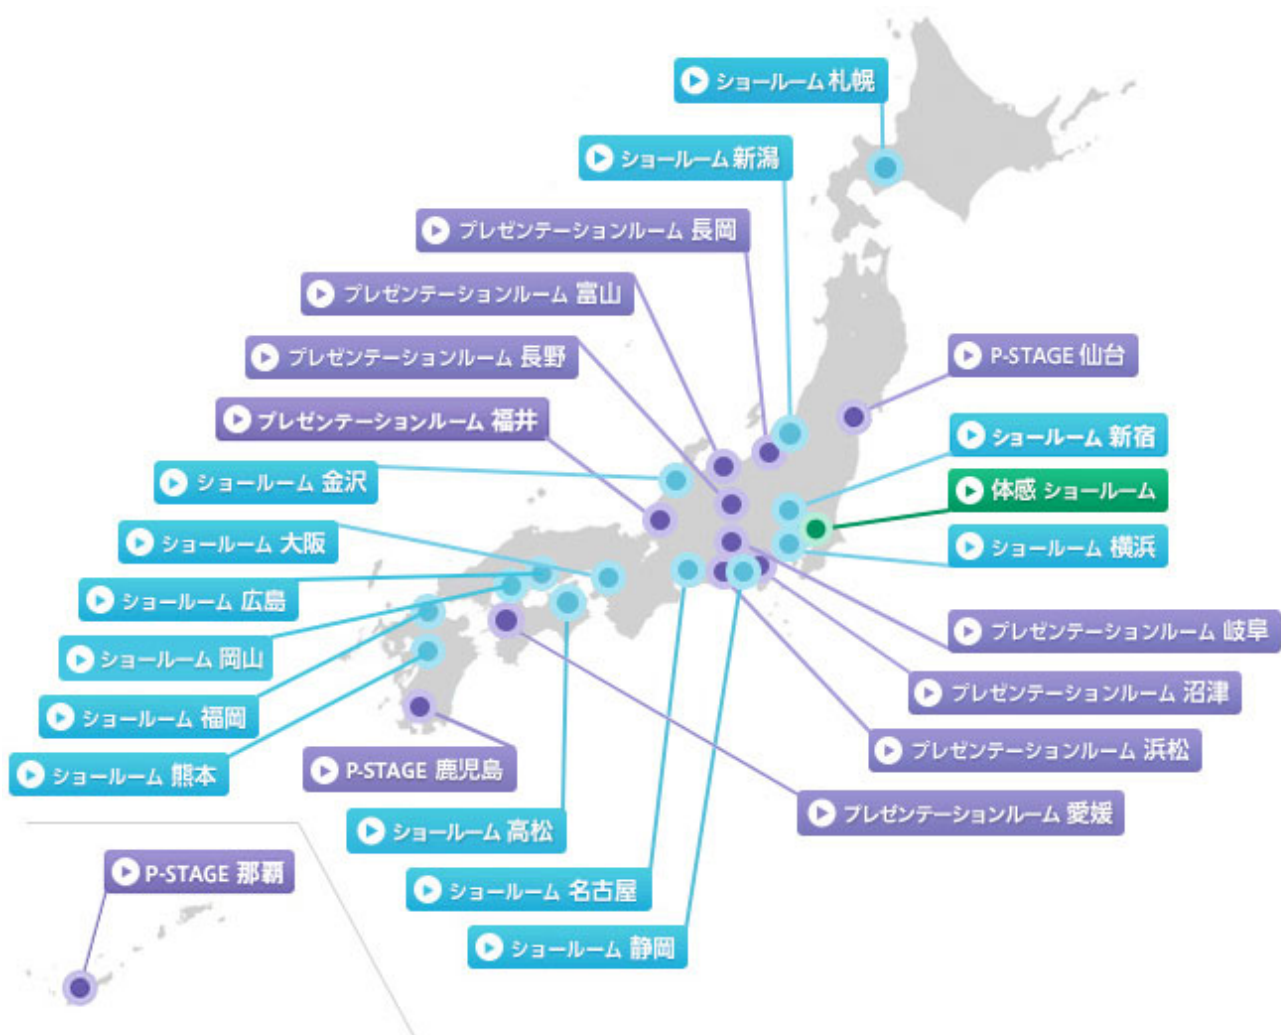 ショールーム 札幌
ショールーム 新潟
プレゼンテーションルーム 長岡
プレゼンテーションルーム 富山
プレゼンテーションルーム 長野
P-STAGE 仙台
プレゼンテーションルーム 福井
ショールーム 新宿
ショールーム 金沢
体感 ショールーム
ショールーム 大阪
ショールーム 横浜
ショールーム 広島
プレゼンテーションルーム 岐阜
ショールーム 岡山
プレゼンテーションルーム 沼津
ショールーム 福岡
プレゼンテーションルーム 浜松
ショールーム 熊本
P-STAGE 鹿児島
プレゼンテーションルーム 愛媛
ショールーム 高松
P-STAGE 那覇
ショールーム 名古屋
ショールーム 静岡